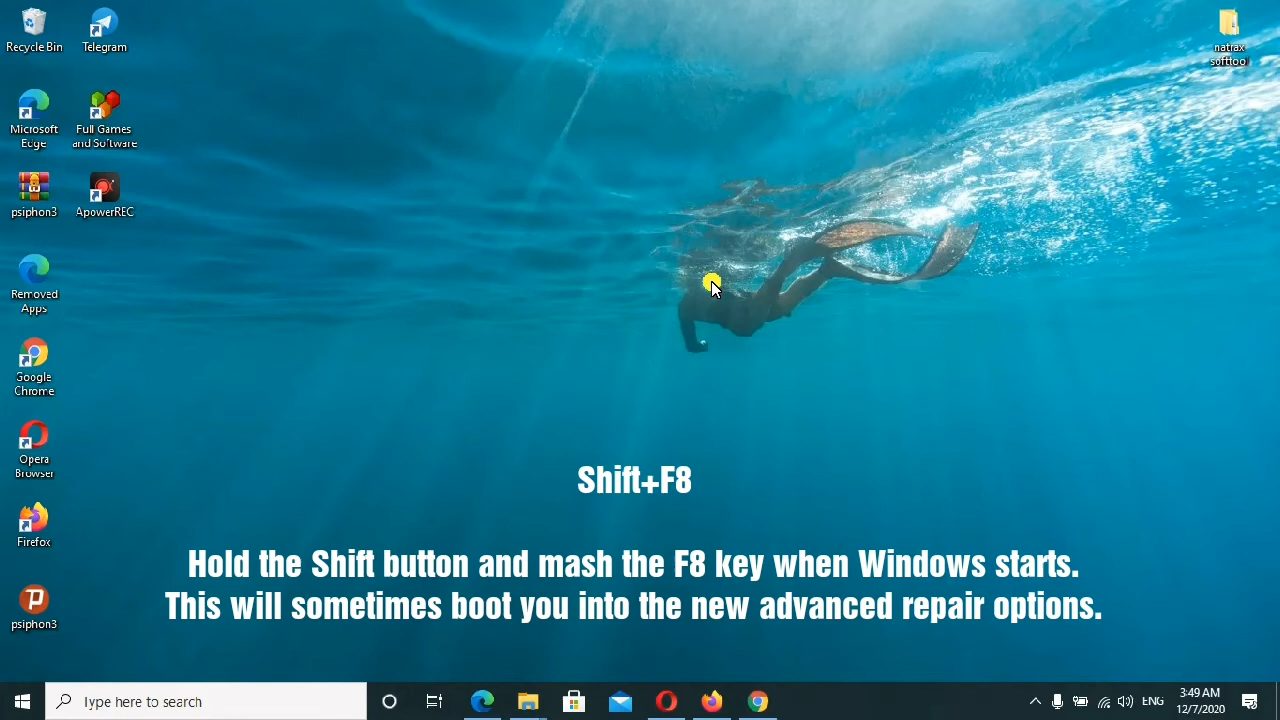 Recycle Bin
Telegram
natrax
softtool
Microsoft
Edge
Full Games
and Software
psiphon3
ApowerREC
Removed
Apps
Google
Chrome
Opera
Browser
Firefox
psiphon3
Shift+F8
Hold the Shift button and mash the F8 key when Windows starts.
This will sometimes boot you into the new advanced repair options.
Type here to search
ENG
3:49 AM
12/7/2020